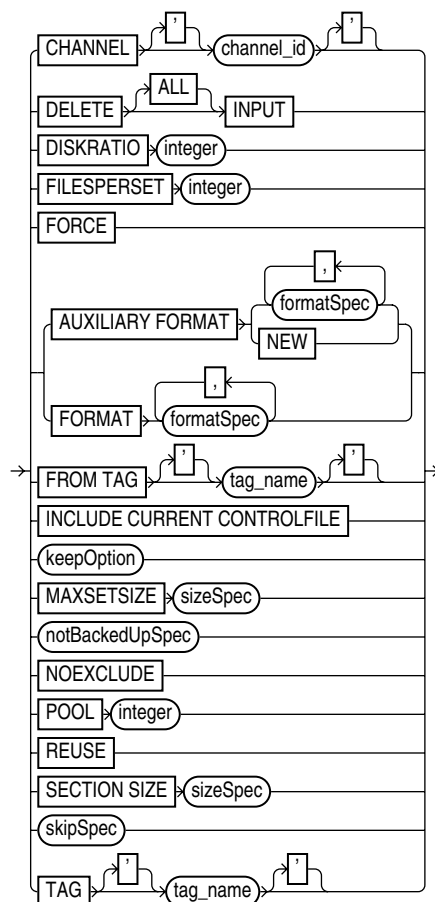 CHANNEL ' channel_id '
ALL
DELETE INPUT
DISKRATIO integer
FILESPERSET integer
FORCE
,
AUXILIARY FORMAT formatSpec
NEW
,
FORMAT formatSpec
FROM TAG ' tag_name '
INCLUDE CURRENT CONTROLFILE
keepOption
MAXSETSIZE sizeSpec
notBackedUpSpec
NOEXCLUDE
POOL integer
REUSE
SECTION SIZE sizeSpec
skipSpec
TAG ' tag_name '